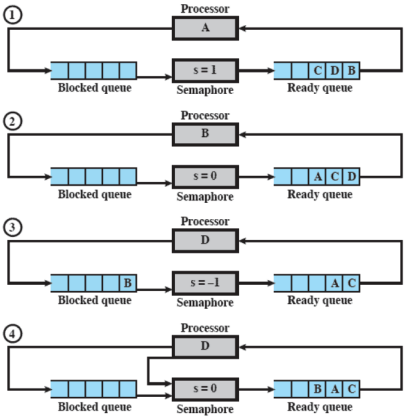 1
Processor
A
s = 1
C D B
Blocked queue
Semaphore
Ready queue
2
Processor
B
s = 0
A C D
Blocked queue
Semaphore
Ready queue
3
Processor
D
B
s = –1
A C
Blocked queue
Semaphore
Ready queue
4
Processor
D
s = 0
B A C
Blocked queue
Semaphore
Ready queue